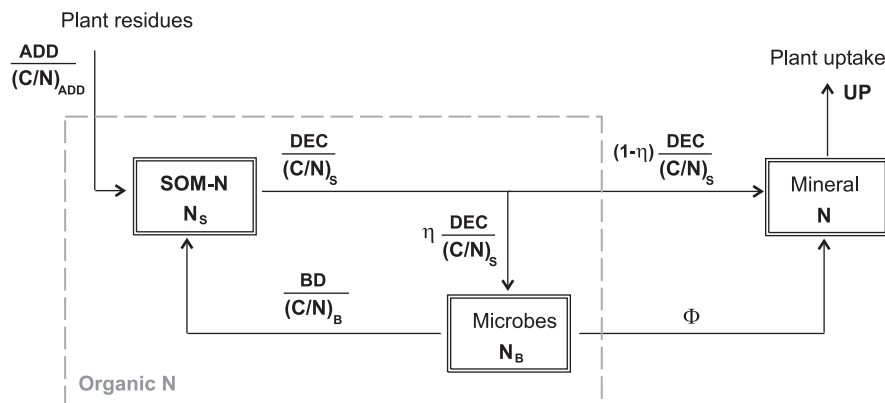 Plant residues
ADD
(C/N)ADD
Plant uptake
UP
SOM-N
NS
DEC
(C/N)S
(1-η) DEC
(C/N)S
Mineral
N
η DEC
(C/N)S
BD
(C/N)B
Microbes
NB
Φ
Organic N